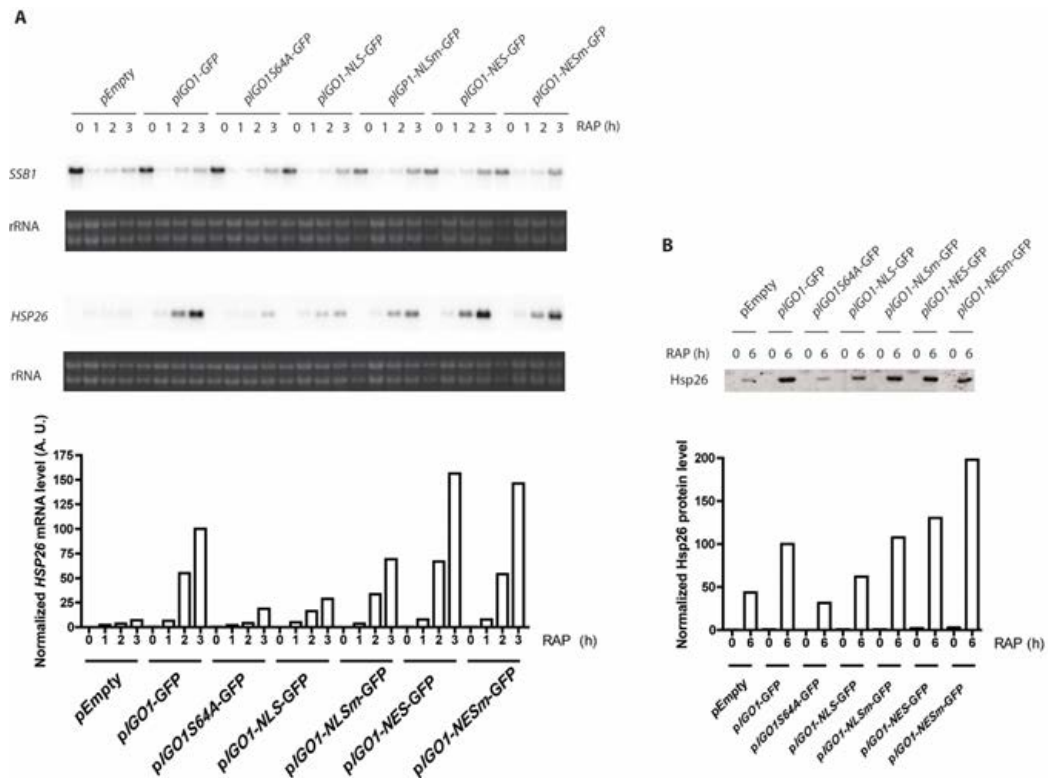 A
pEmpty
pIGO1-GFP
pIGO1S64A-GFP
pIGO1-NLS-GFP
pIGP1-NLSm-GFP
pIGO1-NES-GFP
pIGO1-NESm-GFP
0 1 2 3 0 1 2 3 0 1 2 3 0 1 2 3 0 1 2 3 0 1 2 3 0 1 2 3 RAP (h)
SSB1
rRNA
HSP26
rRNA
Normalized HSP26 mRNA level (A. U.)
175
150
125
100
75
50
25
0
0 1 2 3 0 1 2 3 0 1 2 3 0 1 2 3 0 1 2 3 0 1 2 3 0 1 2 3 RAP (h)
pEmpty
pIGO1-GFP
pIGO1S64A-GFP
pIGO1-NLS-GFP
pIGO1-NLSm-GFP
pIGO1-NES-GFP
pIGO1-NESm-GFP
B
pEmpty
pIGO1-GFP
pIGO1S64A-GFP
pIGO1-NLS-GFP
pIGO1-NLSm-GFP
pIGO1-NES-GFP
pIGO1-NESm-GFP
RAP (h) 0 6 0 6 0 6 0 6 0 6 0 6 0 6
Hsp26
Normalized Hsp26 protein level
200
150
100
50
0
0 6 0 6 0 6 0 6 0 6 0 6 0 6 RAP (h)
pEmpty
pIGO1-GFP
pIGO1S64A-GFP
pIGO1-NLS-GFP
pIGO1-NLSm-GFP
pIGO1-NES-GFP
pIGO1-NESm-GFP